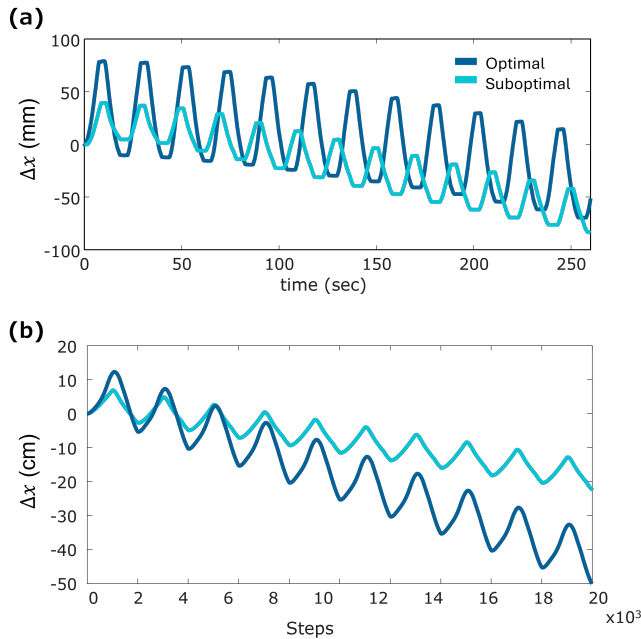 (a)
100
50
0
-50
-100
Δx (mm)
Optimal
Suboptimal
0 50 100 150 200 250
time (sec)
(b)
20
10
0
-10
-20
-30
-40
-50
Δx (cm)
0 2 4 6 8 10 12 14 16 18 20
x10³
Steps